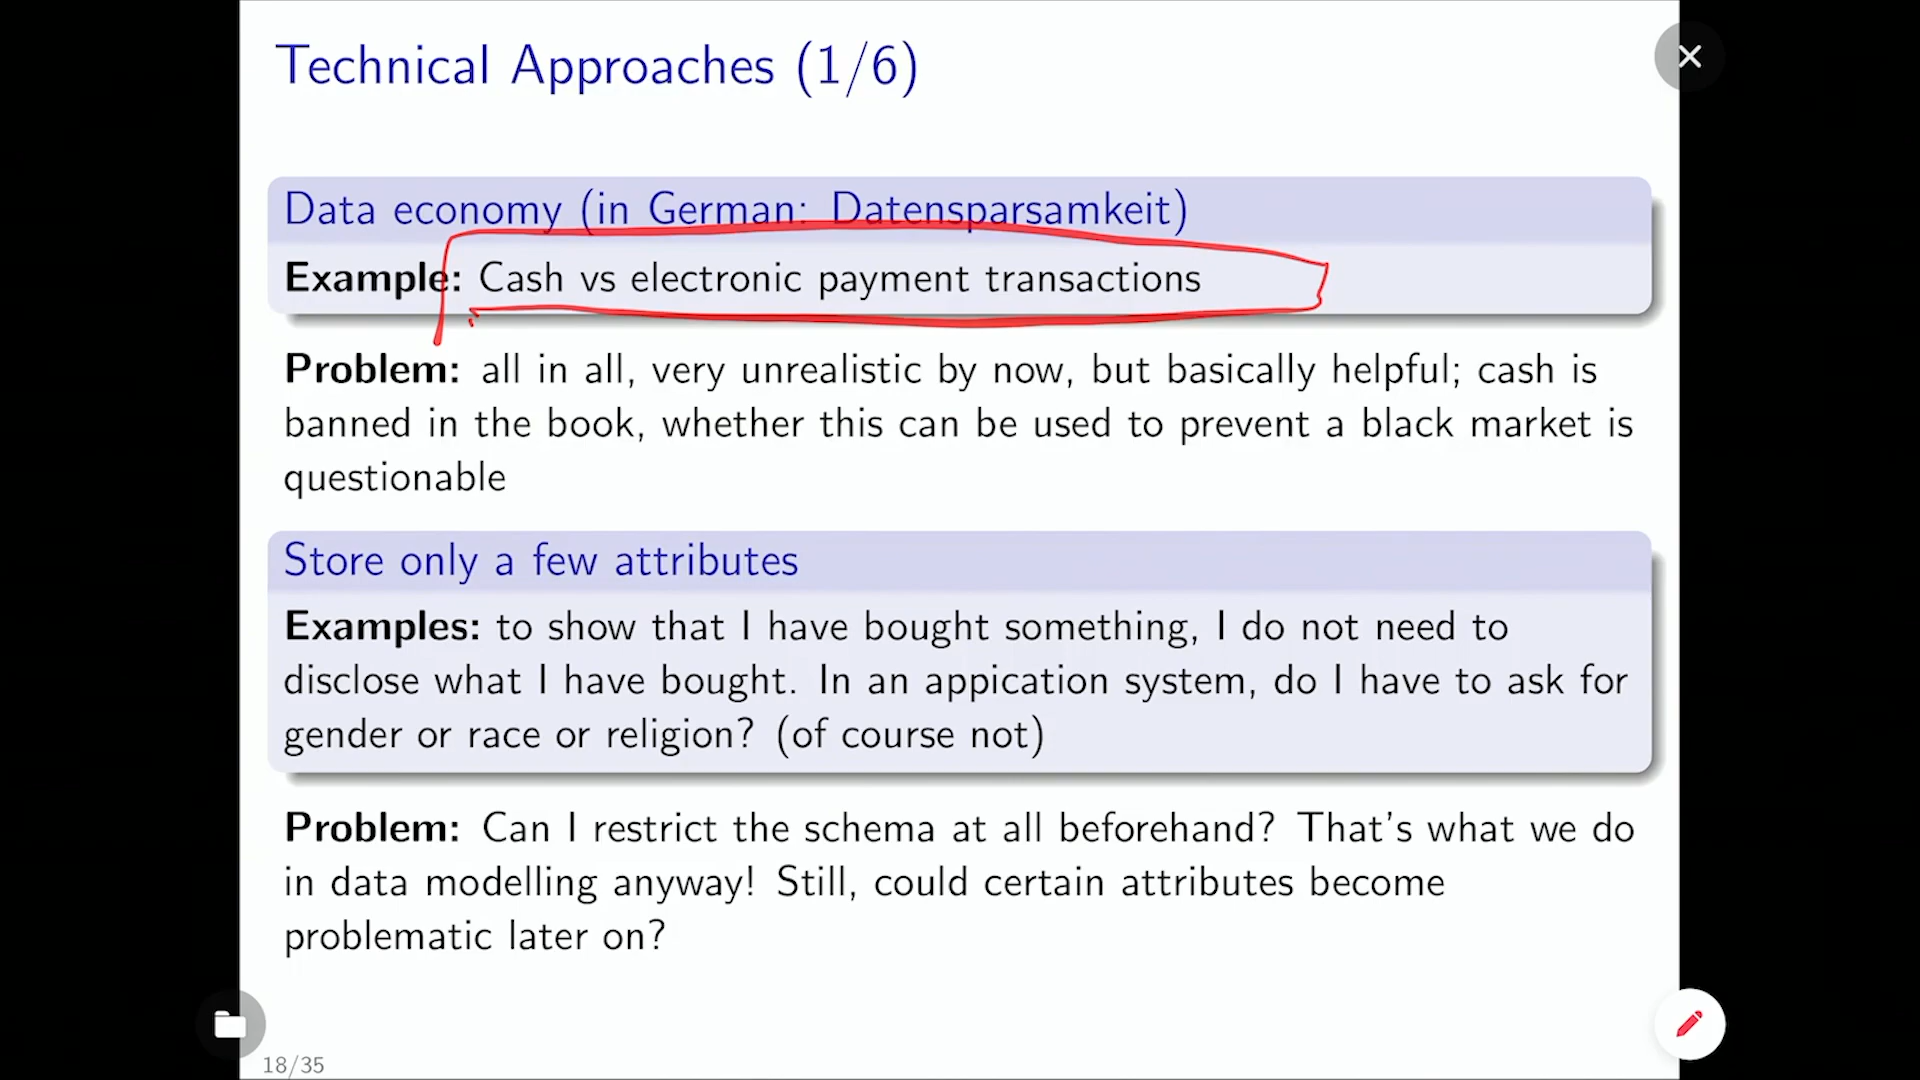 Technical Approaches (1/6)
Data economy (in German: Datensparsamkeit)
Example: Cash vs electronic payment transactions
Problem: all in all, very unrealistic by now, but basically helpful; cash is
banned in the book, whether this can be used to prevent a black market is
questionable
Store only a few attributes
Examples: to show that I have bought something, I do not need to
disclose what I have bought. In an appication system, do I have to ask for
gender or race or religion? (of course not)
Problem: Can I restrict the schema at all beforehand? That's what we do
in data modelling anyway! Still, could certain attributes become
problematic later on?
18/35